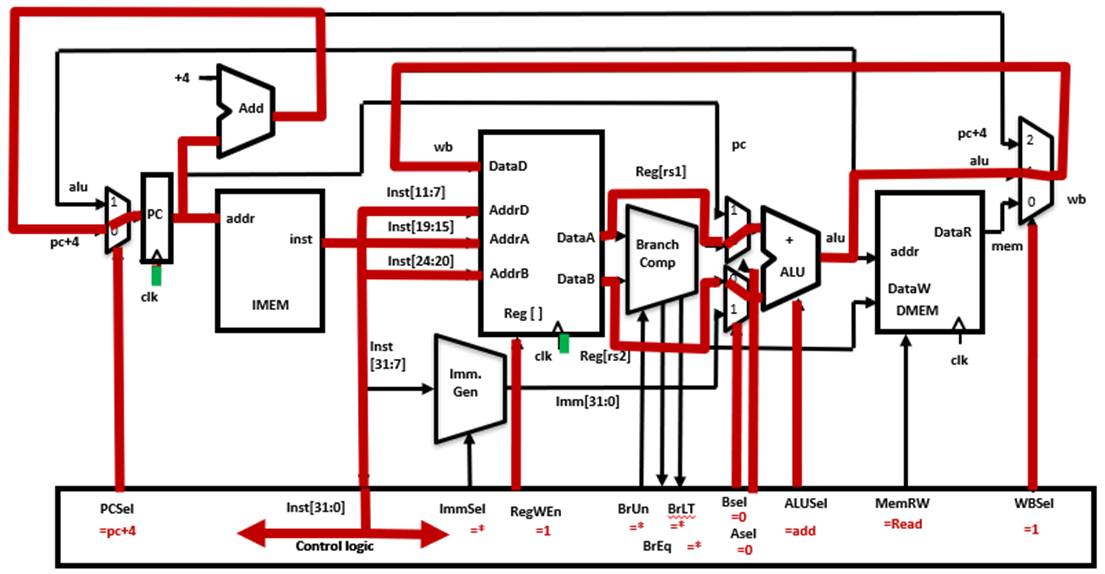 +4
Add
pc+4
wb
pc
Reg[rs1]
alu
2
alu
1
0
wb
alu
1
0
pc+4
PC
clk
addr
inst
IMEM
Inst[11:7]
Inst[19:15]
Inst[24:20]
DataD
AddrD
AddrA
AddrB
DataA
DataB
Reg [ ]
clk
Reg[rs2]
Branch
Comp
1
0
1
+
ALU
mem
addr
DataR
DataW
DMEM
clk
Inst
[31:7]
Imm.
Gen
Imm[31:0]
PCSel
=pc+4
Inst[31:0]
Control logic
ImmSel
=*
RegWEn
=1
BrUn
=*
BrLT
=*
BrEq
=*
Bsel
=0
Asel
=0
ALUSel
=add
MemRW
=Read
WBSel
=1